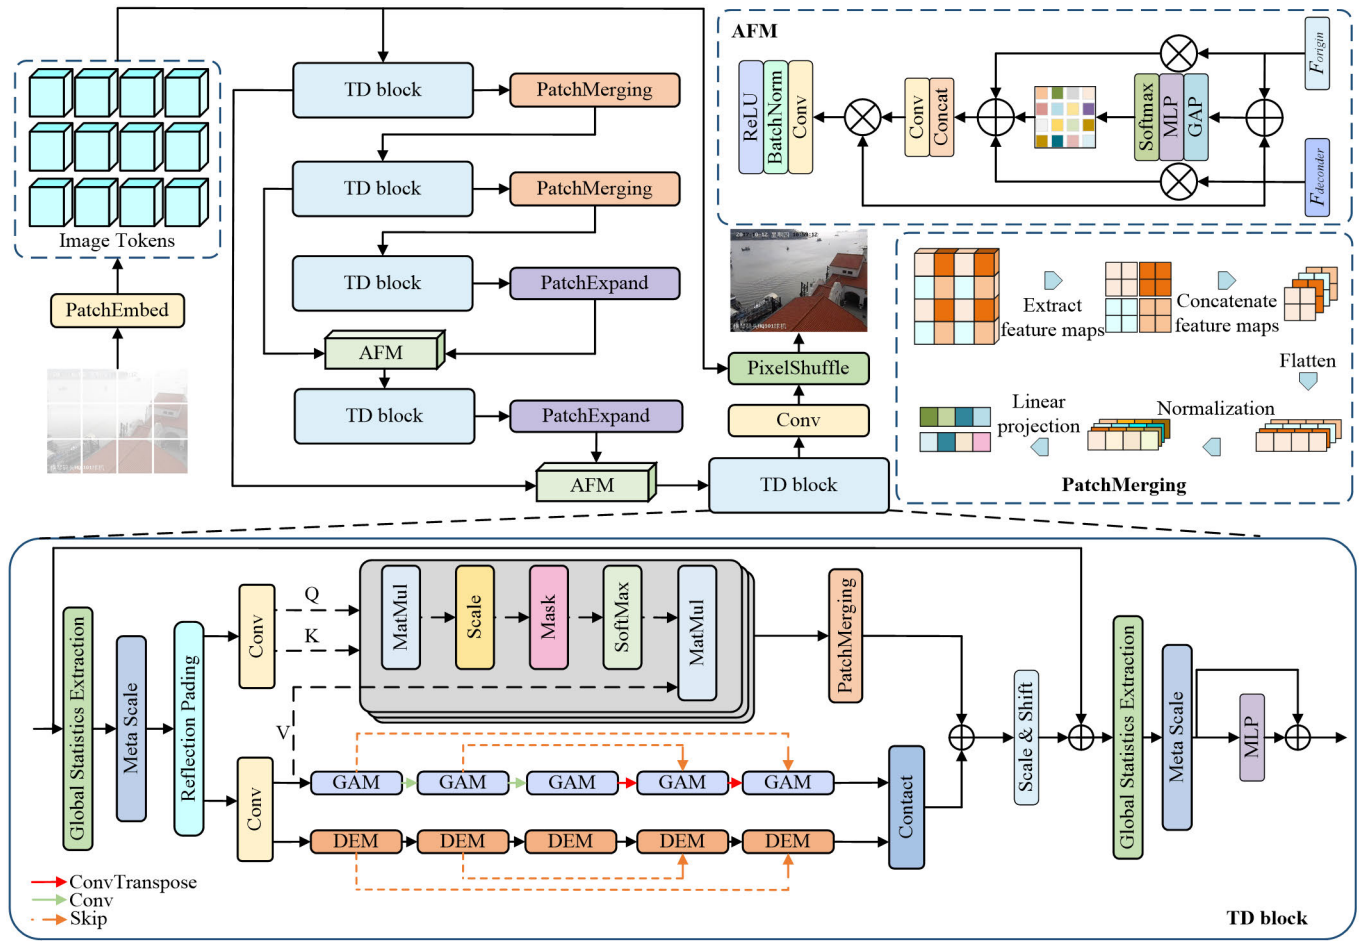 Image Tokens
PatchEmbed
TD block
PatchMerging
TD block
PatchMerging
TD block
PatchExpand
AFM
TD block
PatchExpand
AFM
TD block
Conv
PixelShuffle
AFM
ReLU
BatchNorm
Conv
Conv
Concat
Softmax
MLP
GAP
F_origin
F_deconder
Extract
feature maps
Concatenate
feature maps
Flatten
Normalization
Linear
projection
PatchMerging
Global Statistics Extraction
Meta Scale
Reflection Pading
Conv
Q
K
V
Conv
MatMul
Scale
Mask
SoftMax
MatMul
PatchMerging
GAM
GAM
GAM
GAM
GAM
DEM
DEM
DEM
DEM
DEM
Contact
Scale & Shift
Global Statistics Extraction
Meta Scale
MLP
ConvTranspose
Conv
Skip
TD block